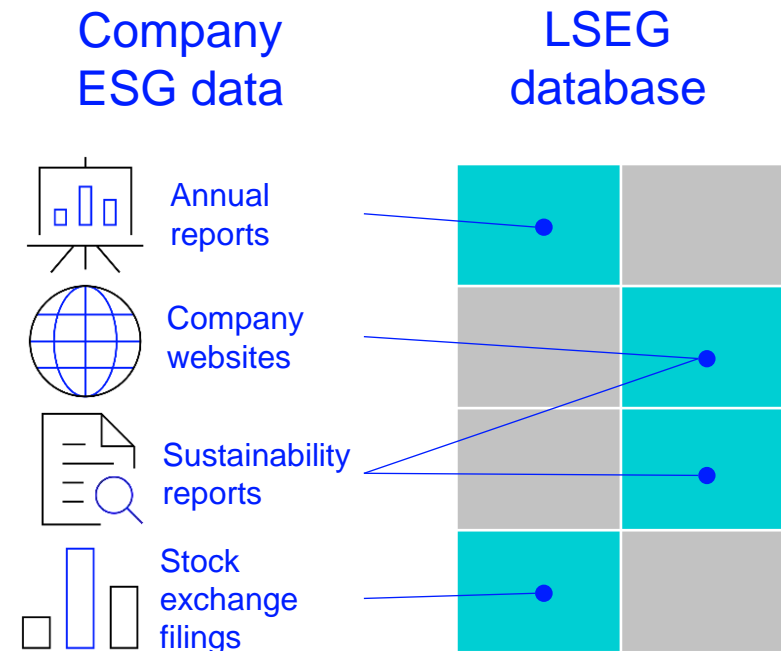 Company
ESG data
LSEG
database
Annual
reports
Company
websites
Sustainability
reports
Stock
exchange
filings